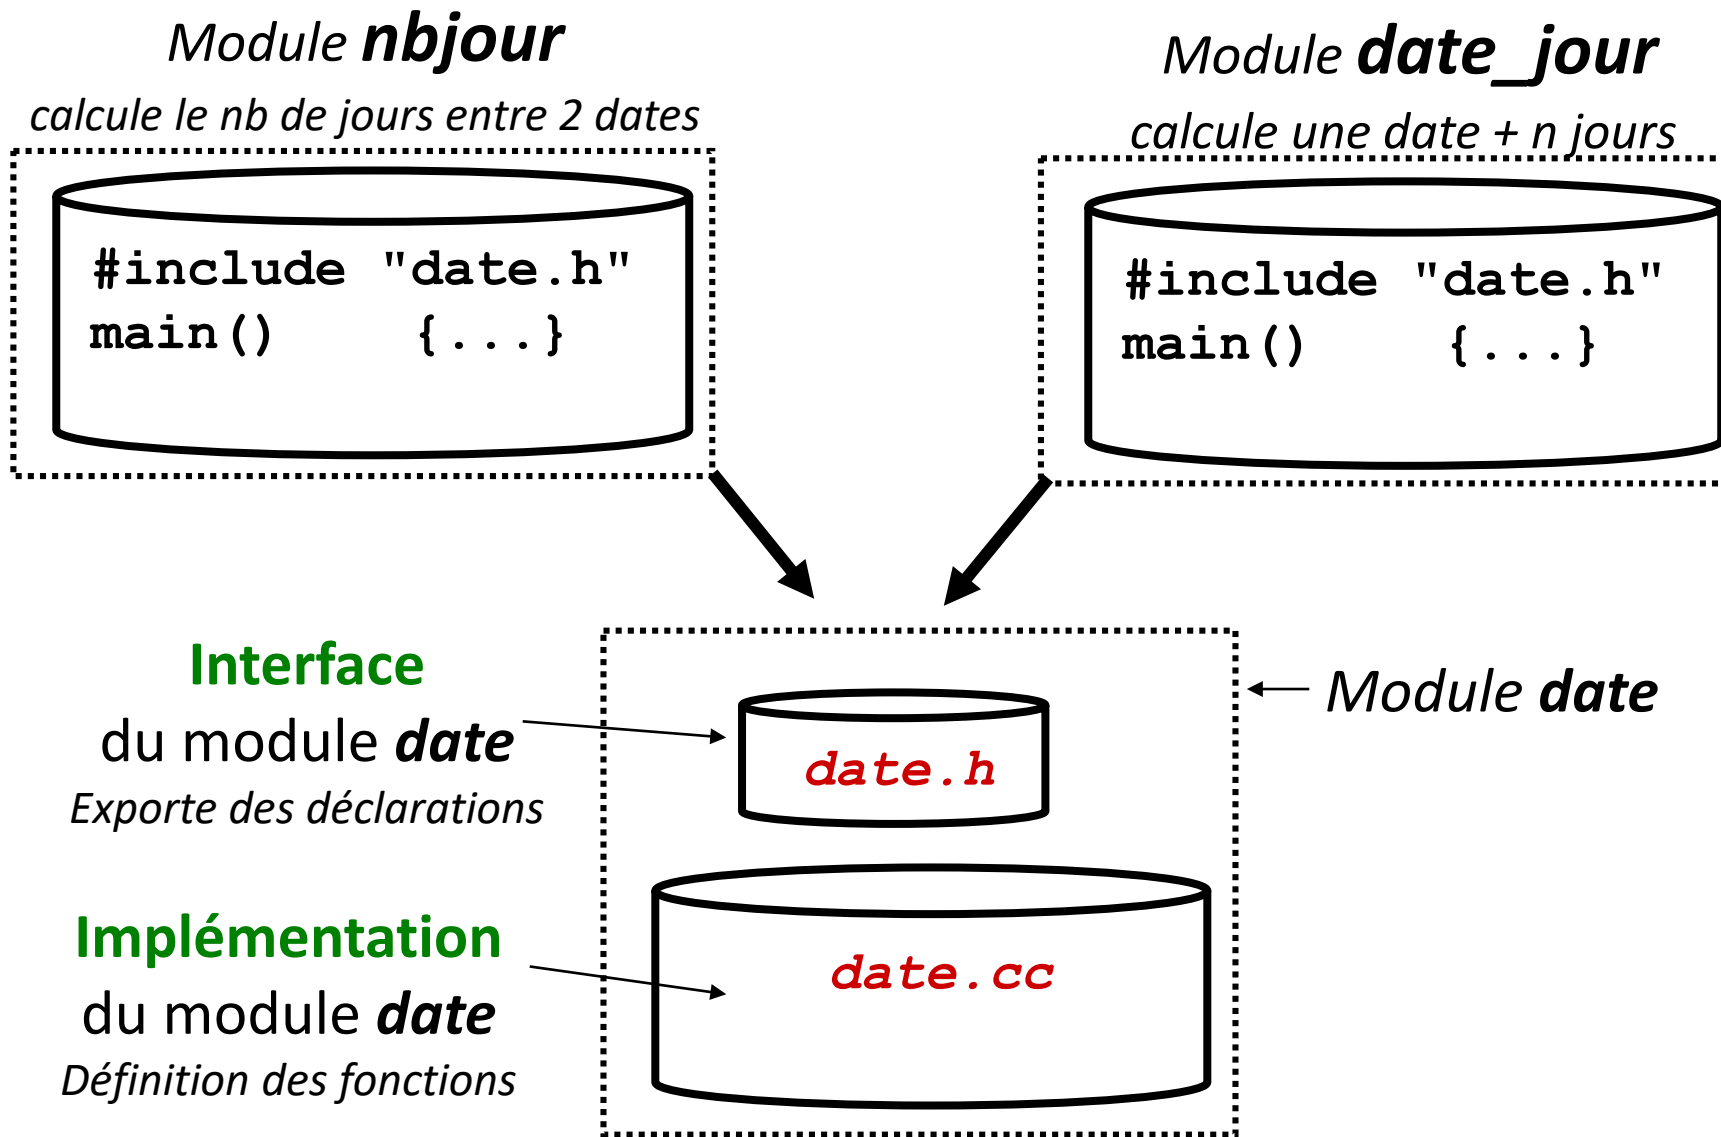 Module nbjour
calcule le nb de jours entre 2 dates
#include "date.h"
main() {...}
Module date_jour
calcule une date + n jours
#include "date.h"
main() {...}
Interface
du module date
Exporte des déclarations
date.h
Module date
Implémentation
du module date
Définition des fonctions
date.cc